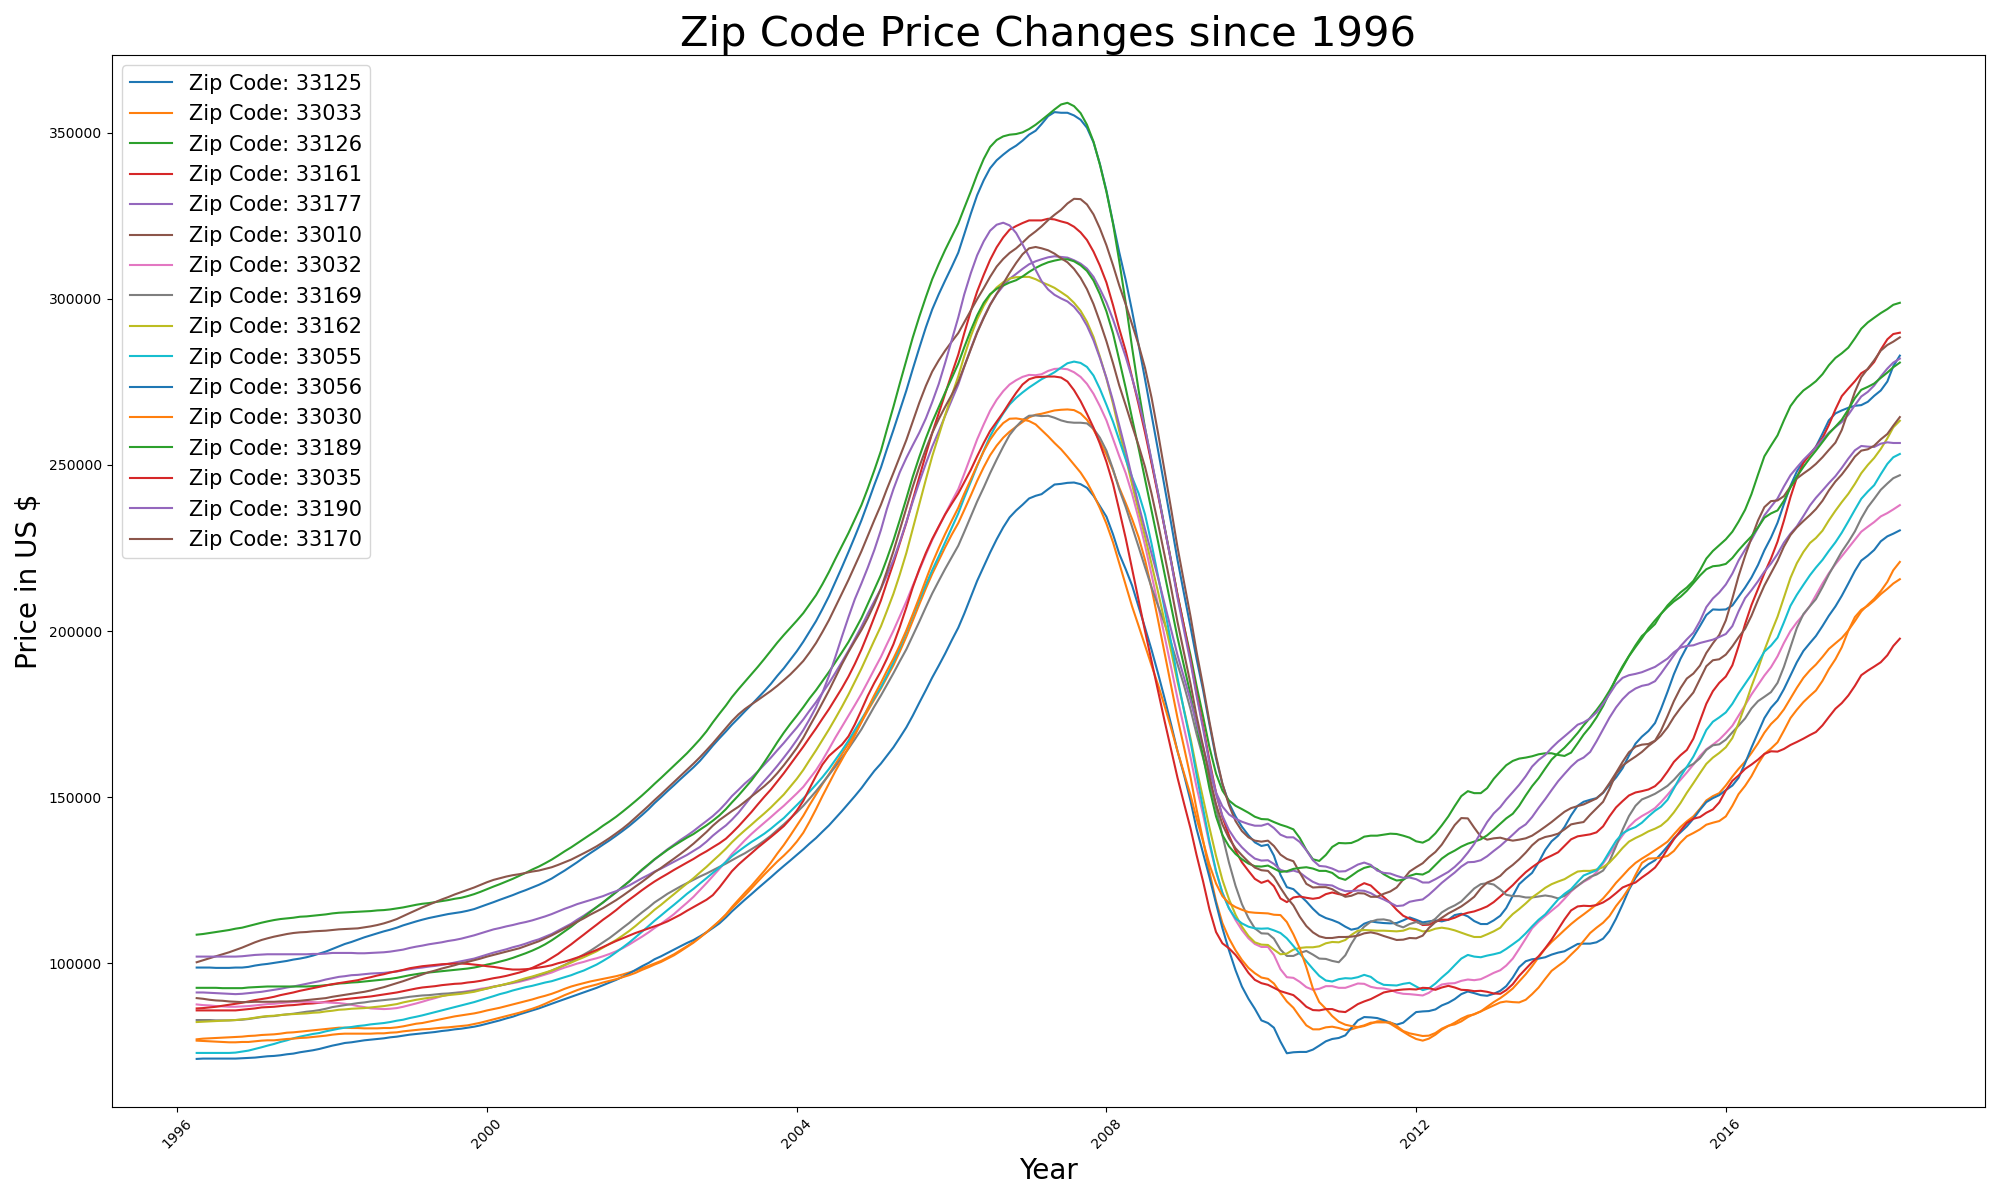 Zip Code Price Changes since 1996
Zip Code: 33125
Zip Code: 33033
Zip Code: 33126
Zip Code: 33161
Zip Code: 33177
Zip Code: 33010
Zip Code: 33032
Zip Code: 33169
Zip Code: 33162
Zip Code: 33055
Zip Code: 33056
Zip Code: 33030
Zip Code: 33189
Zip Code: 33035
Zip Code: 33190
Zip Code: 33170
Price in US $
350000
300000
250000
200000
150000
100000
1996
2000
2004
2008
2012
2016
Year